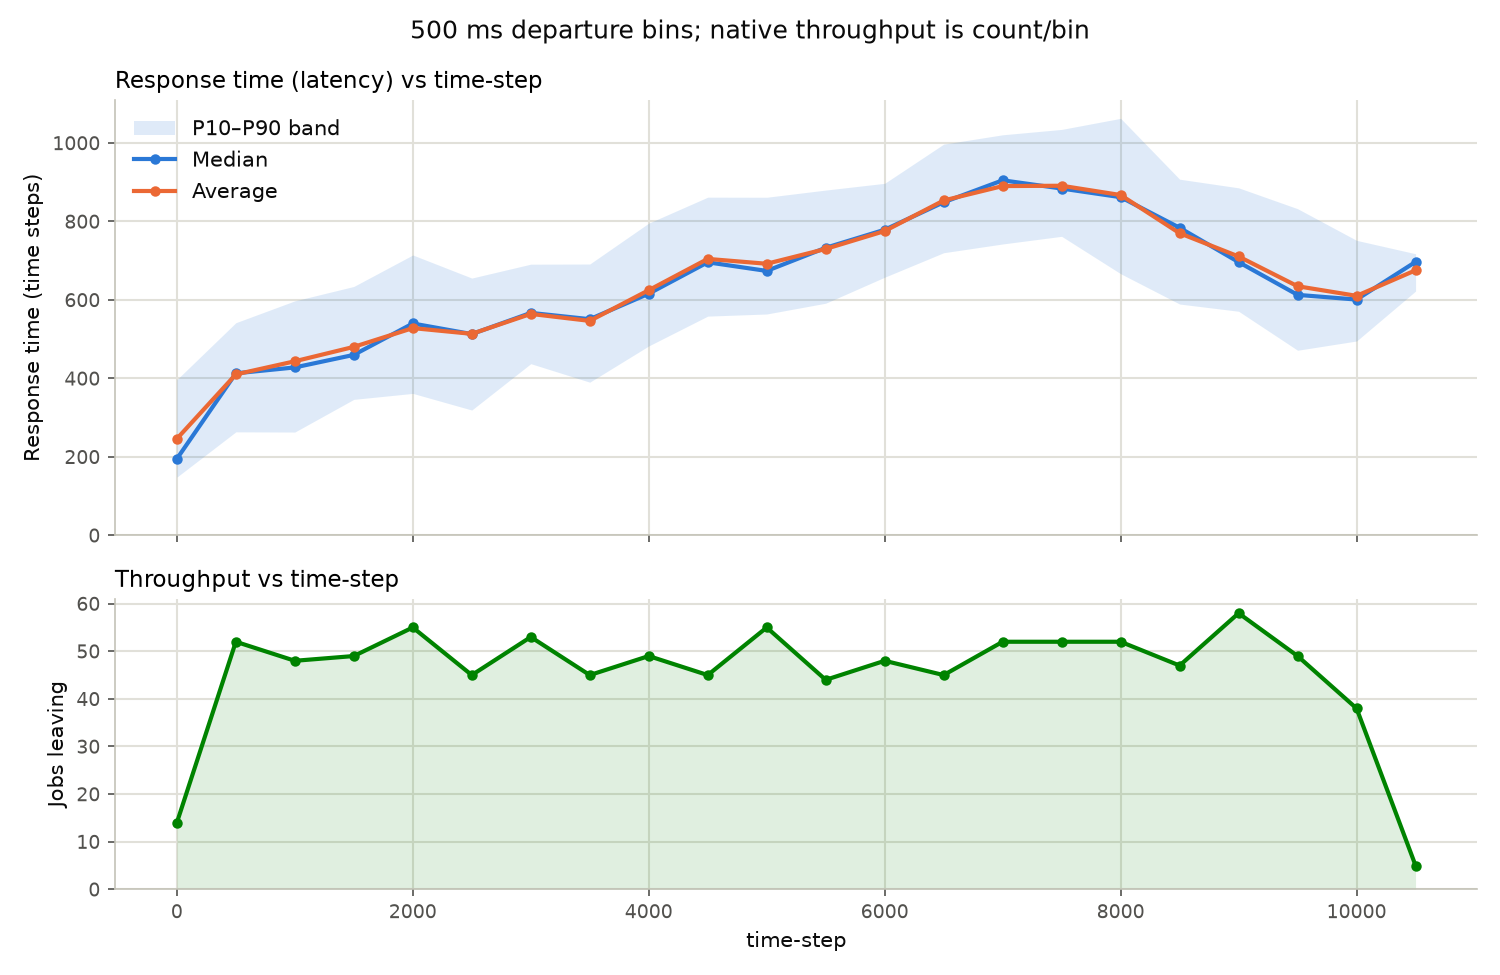 500 ms departure bins; native throughput is count/bin
Response time (latency) vs time-step
P10–P90 band
Median
Average
Response time (time steps)
1000
800
600
400
200
0
Throughput vs time-step
Jobs leaving
60
50
40
30
20
10
0
0 2000 4000 6000 8000 10000
time-step